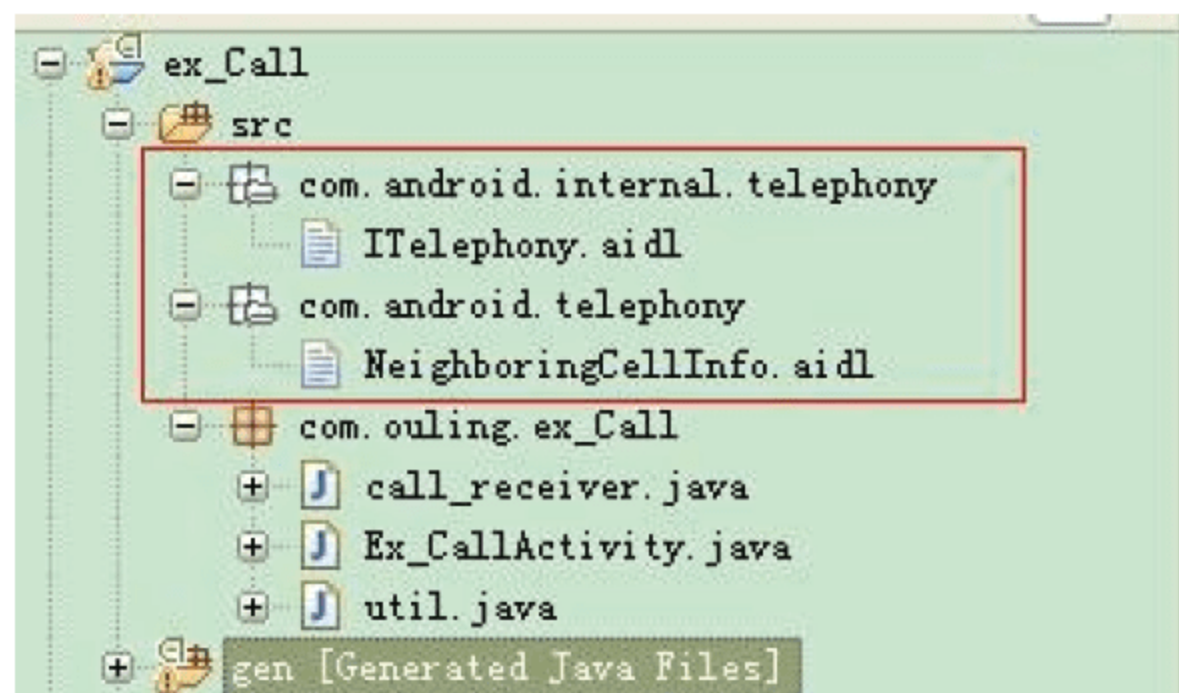 ex_Call
src
com.android.internal.telephony
ITelephony.aidl
com.android.telephony
NeighboringCellInfo.aidl
com.ouling.ex_Call
call_receiver.java
Ex_CallActivity.java
util.java
gen [Generated Java Files]